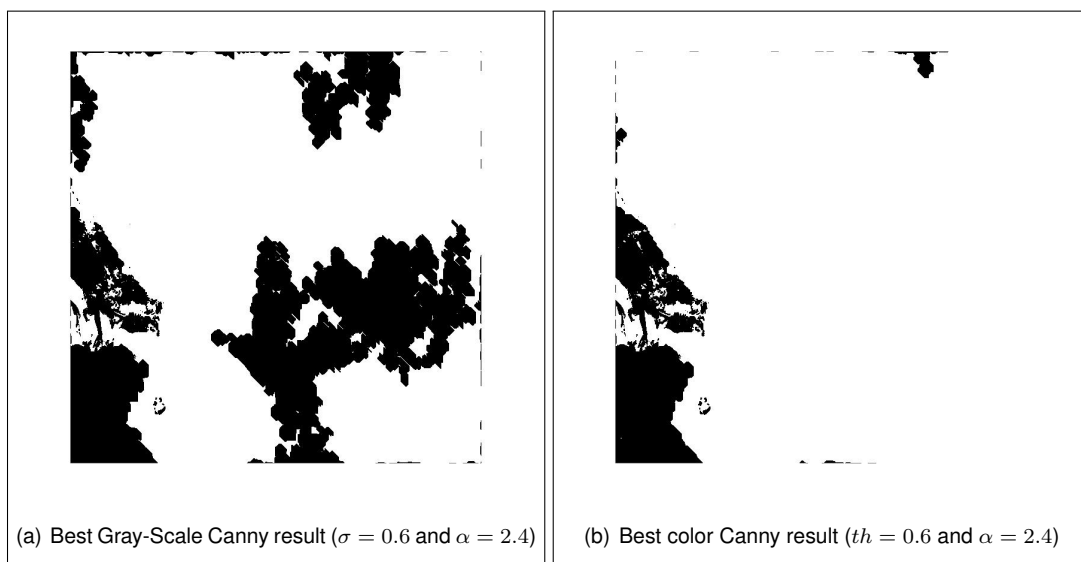 (a) Best Gray-Scale Canny result (σ = 0.6 and α = 2.4)
(b) Best color Canny result (th = 0.6 and α = 2.4)